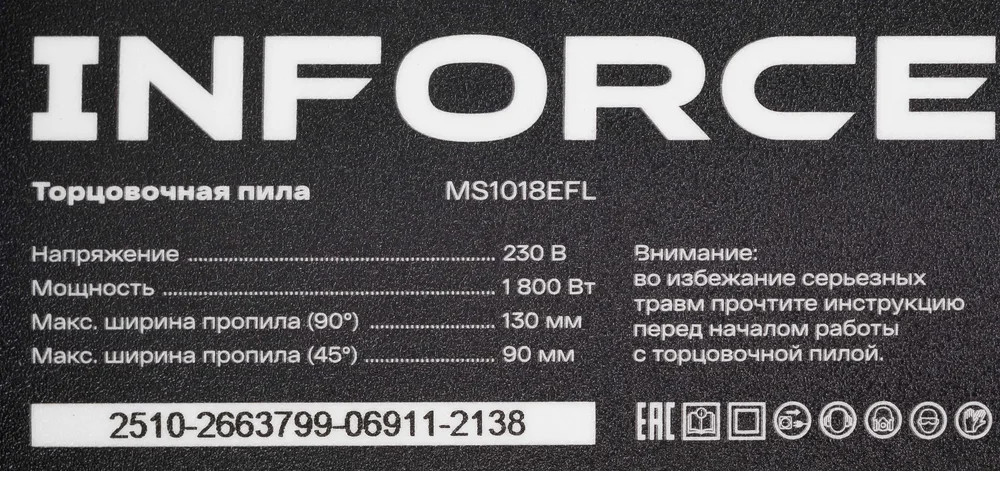 INFORCE
Торцовочная пила MS1018EFL
Напряжение 230 В
Мощность 1 800 Вт
Макс. ширина пропила (90°) 130 мм
Макс. ширина пропила (45°) 90 мм
Внимание:
во избежание серьезных
травм прочтите инструкцию
перед началом работы
с торцовочной пилой.
2510-2663799-06911-2138
EAC